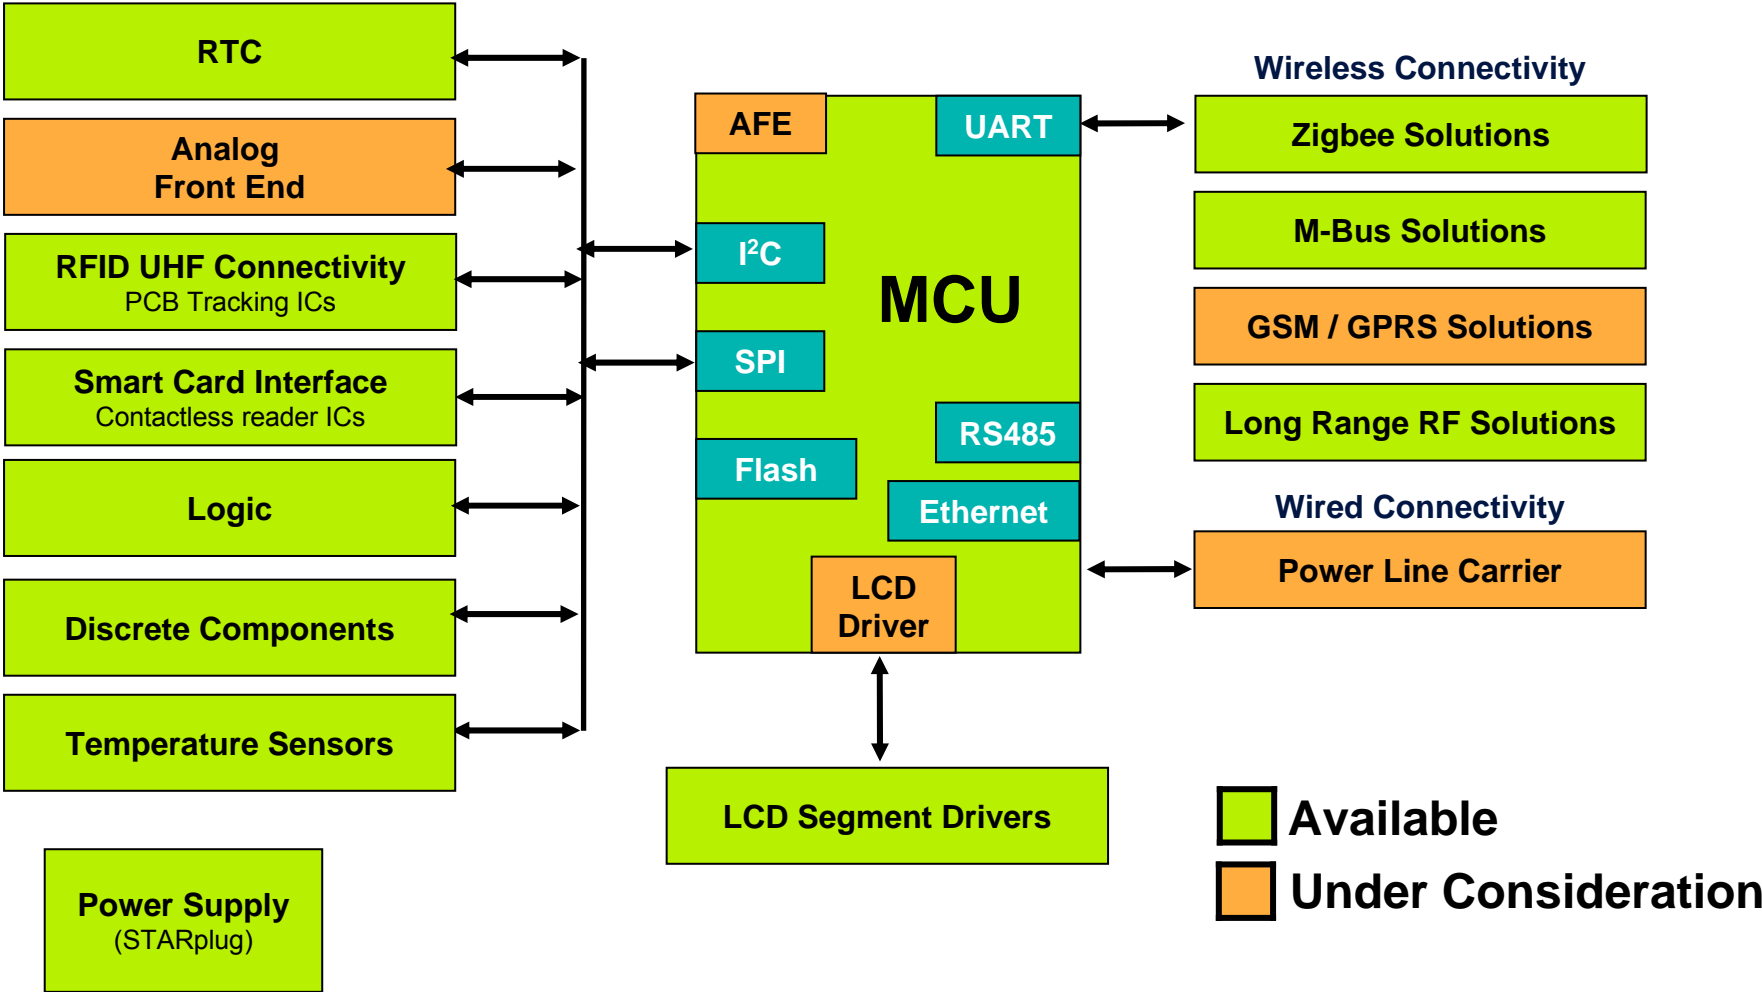 RTC
Analog
Front End
RFID UHF Connectivity
PCB Tracking ICs
Smart Card Interface
Contactless reader ICs
Logic
Discrete Components
Temperature Sensors
Power Supply
(STARplug)
AFE
UART
I²C
MCU
SPI
RS485
Flash
Ethernet
LCD
Driver
LCD Segment Drivers
Wireless Connectivity
Zigbee Solutions
M-Bus Solutions
GSM / GPRS Solutions
Long Range RF Solutions
Wired Connectivity
Power Line Carrier
Available
Under Consideration